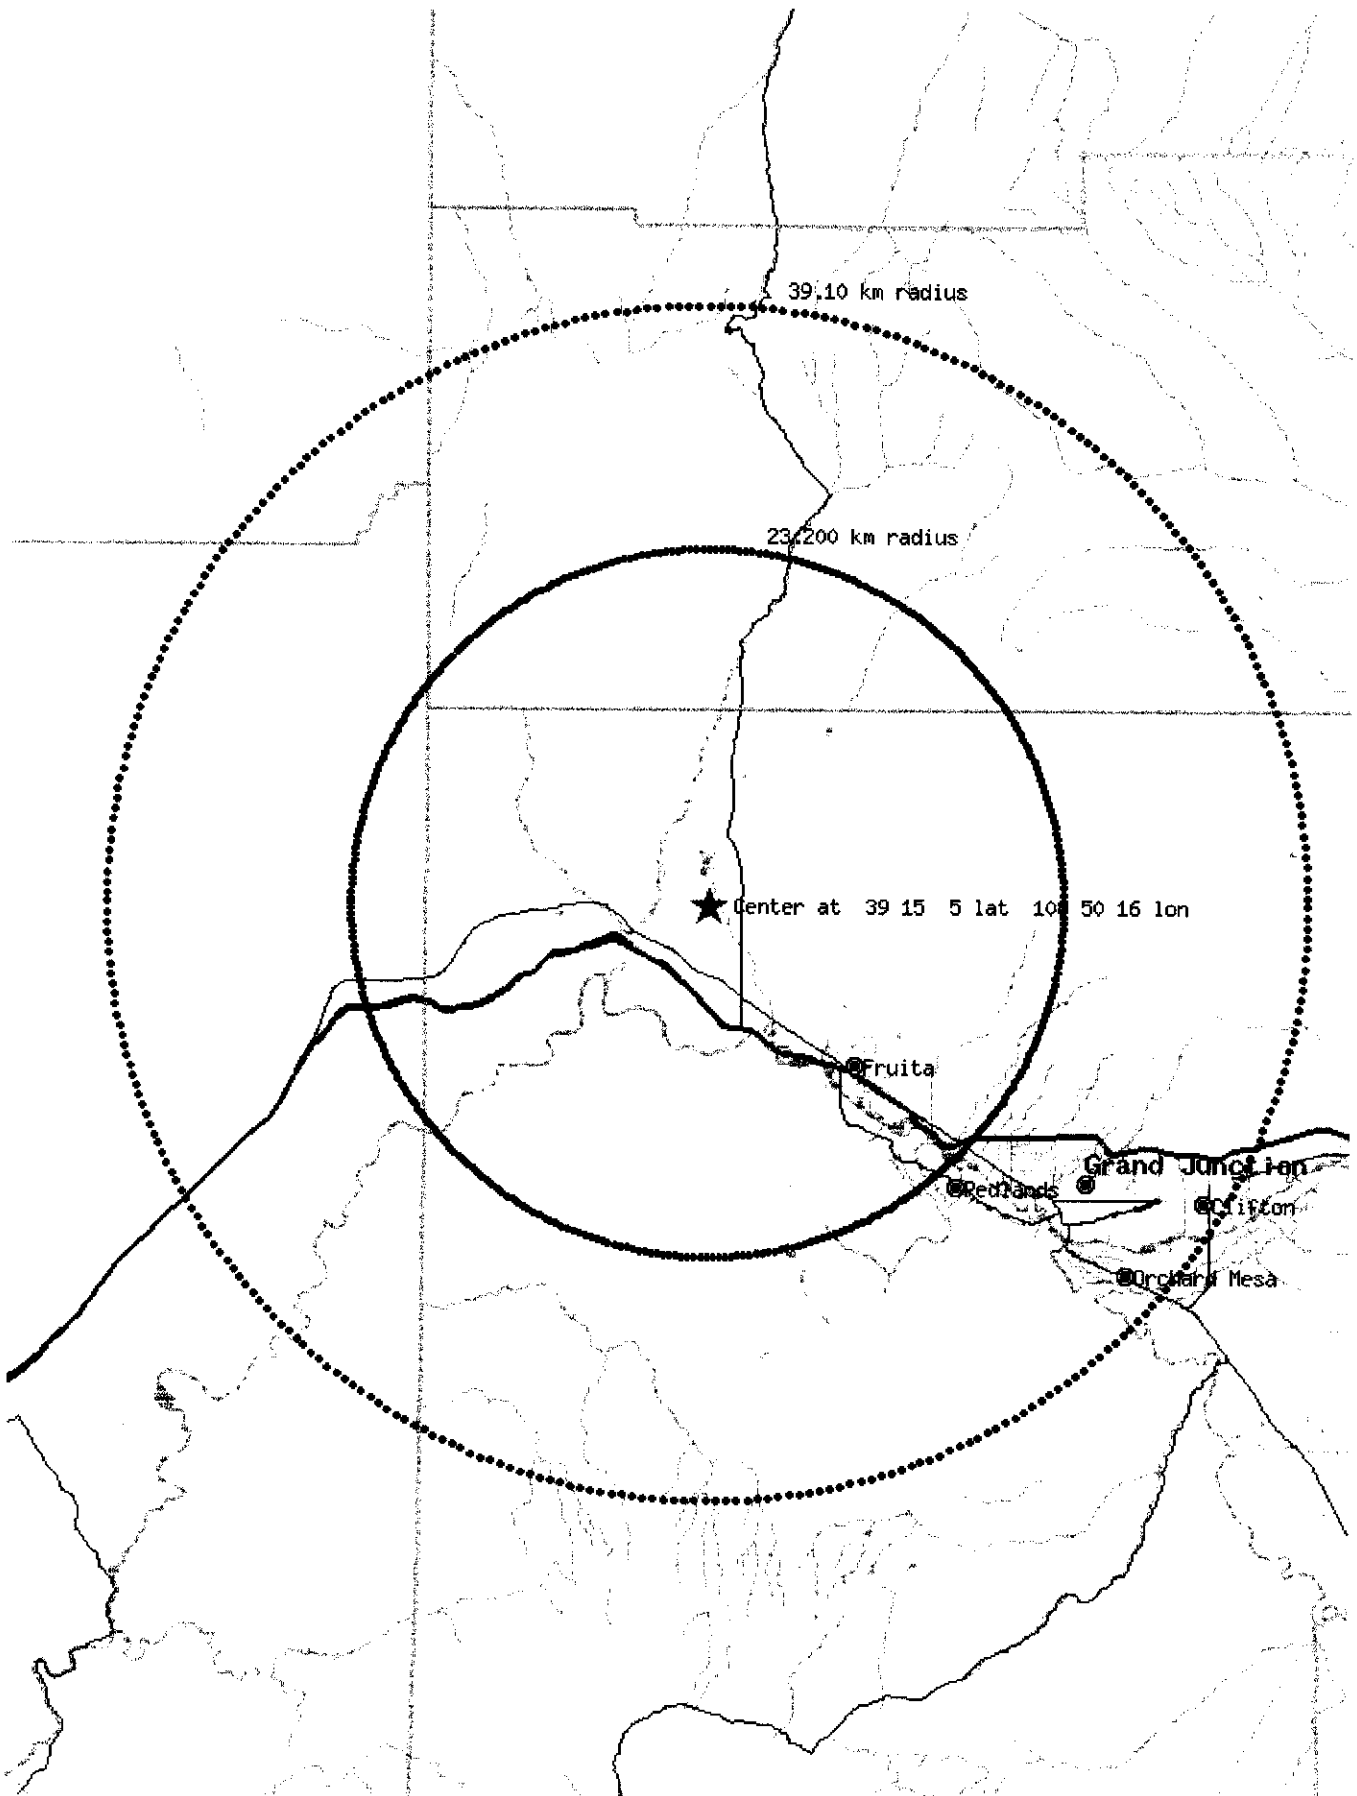 39.10 km radius
23.200 km radius
Center at 39 15 5 lat 108 50 16 lon
Fruita
Grand Junction
Redlands
Clifton
Orchard Mesa